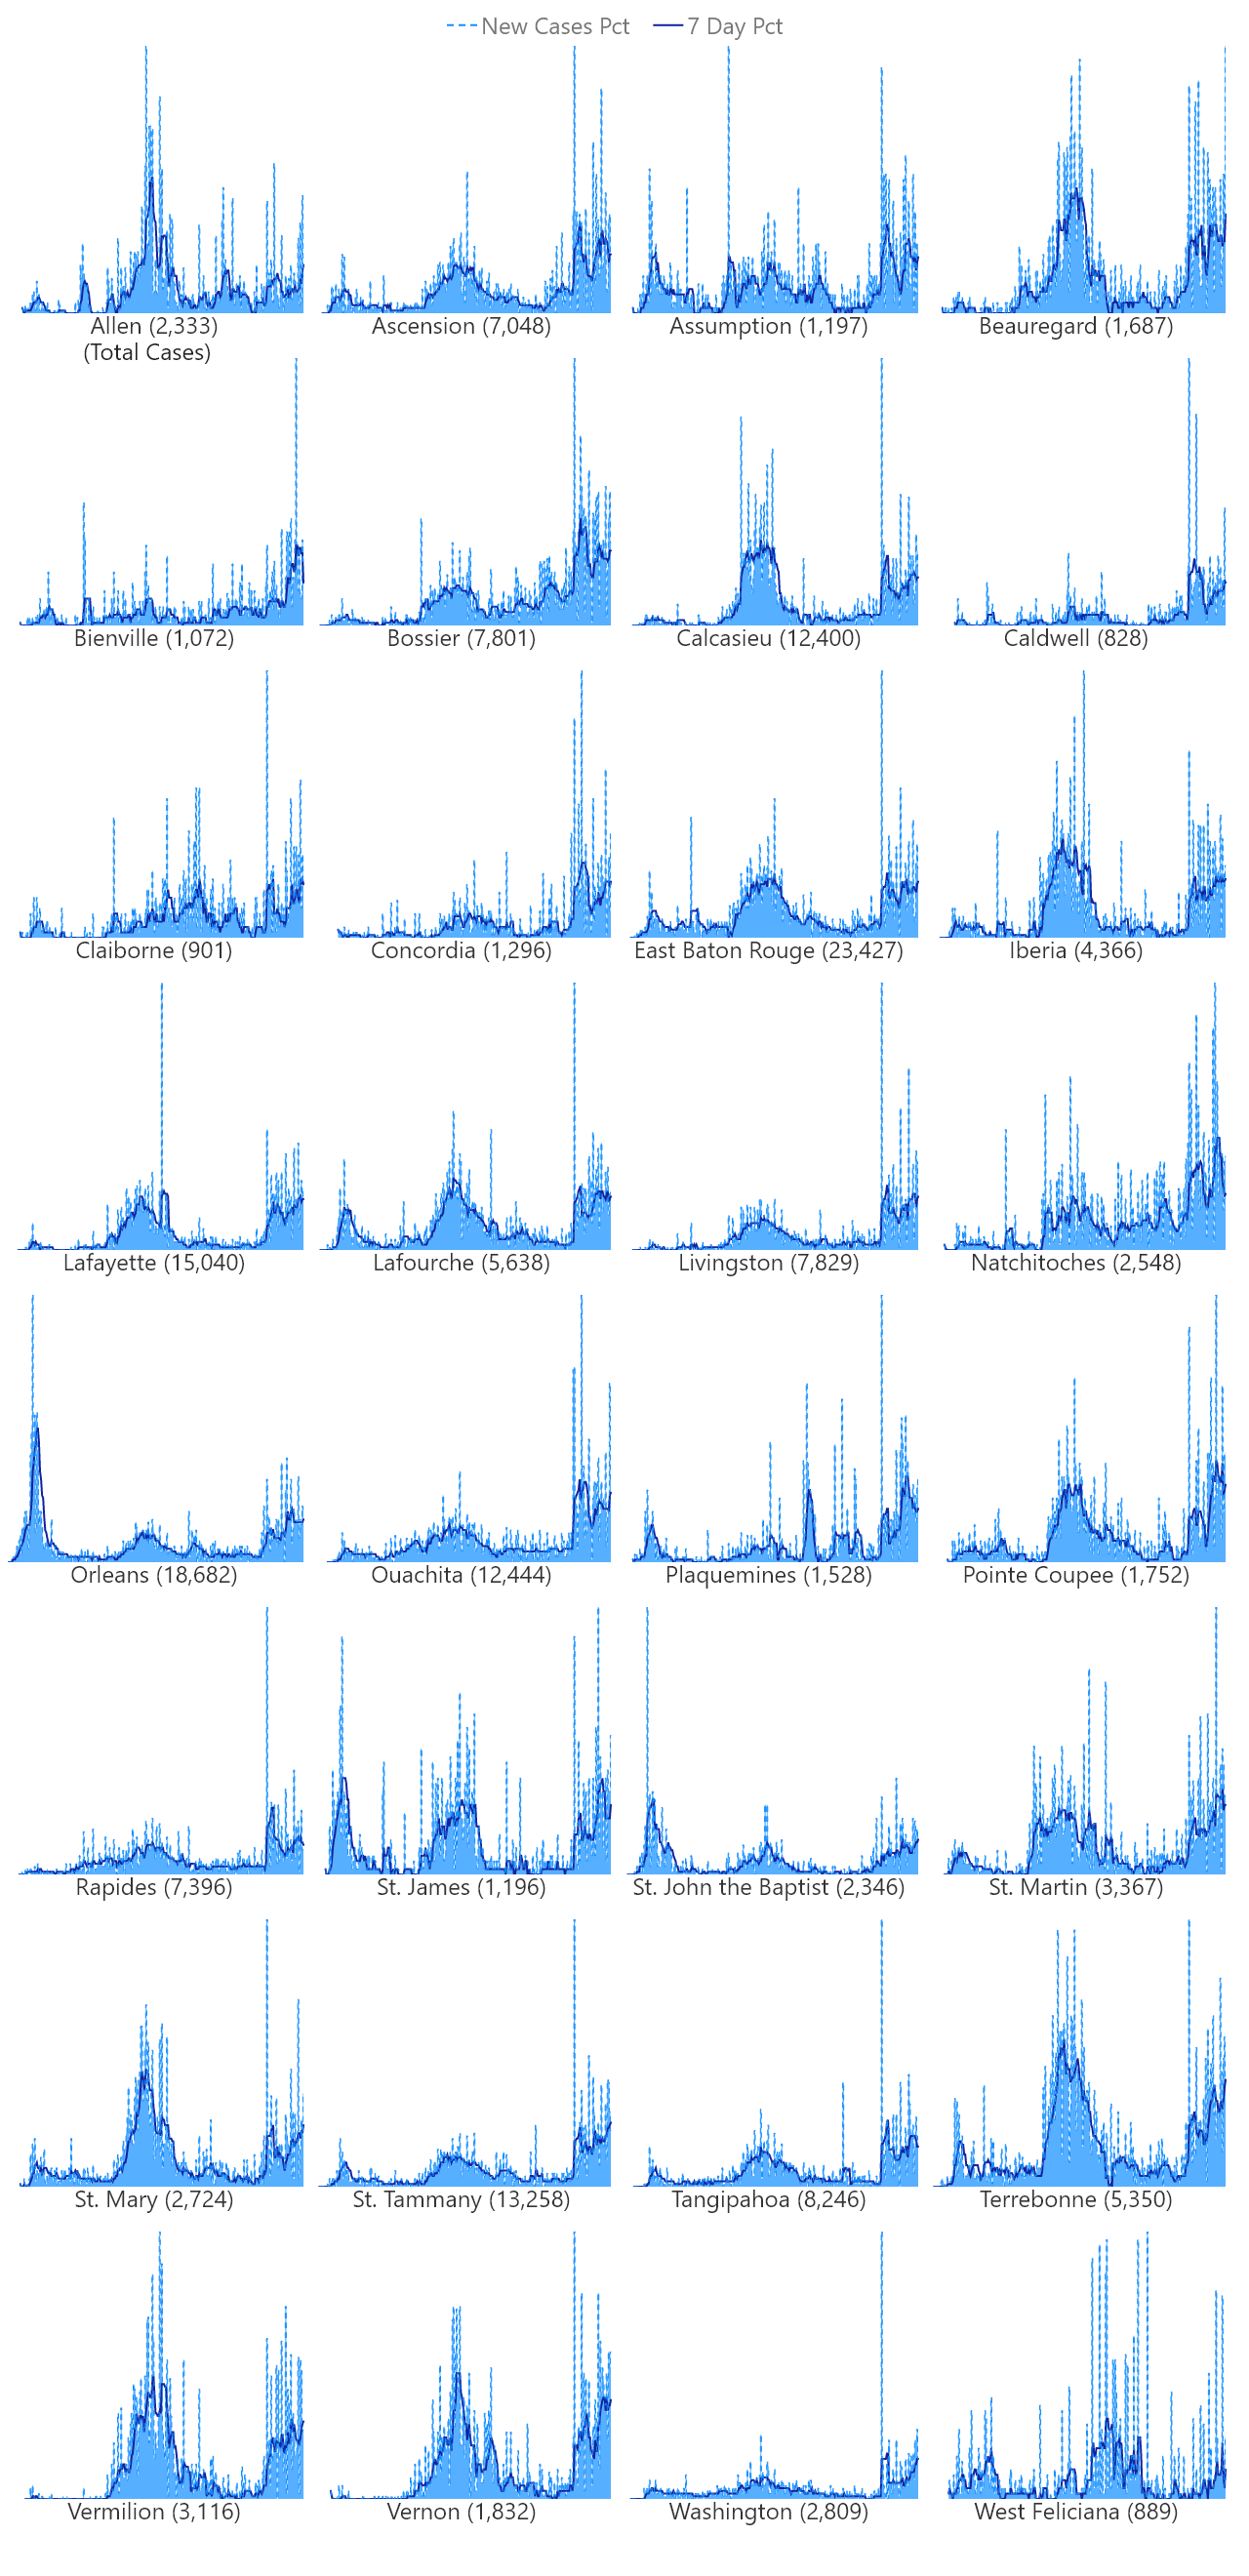 New Cases Pct 7 Day Pct
Allen (2,333) Ascension (7,048) Assumption (1,197) Beauregard (1,687)
(Total Cases)
Bienville (1,072) Bossier (7,801) Calcasieu (12,400) Caldwell (828)
Claiborne (901) Concordia (1,296) East Baton Rouge (23,427) Iberia (4,366)
Lafayette (15,040) Lafourche (5,638) Livingston (7,829) Natchitoches (2,548)
Orleans (18,682) Ouachita (12,444) Plaquemines (1,528) Pointe Coupee (1,752)
Rapides (7,396) St. James (1,196) St. John the Baptist (2,346) St. Martin (3,367)
St. Mary (2,724) St. Tammany (13,258) Tangipahoa (8,246) Terrebonne (5,350)
Vermilion (3,116) Vernon (1,832) Washington (2,809) West Feliciana (889)